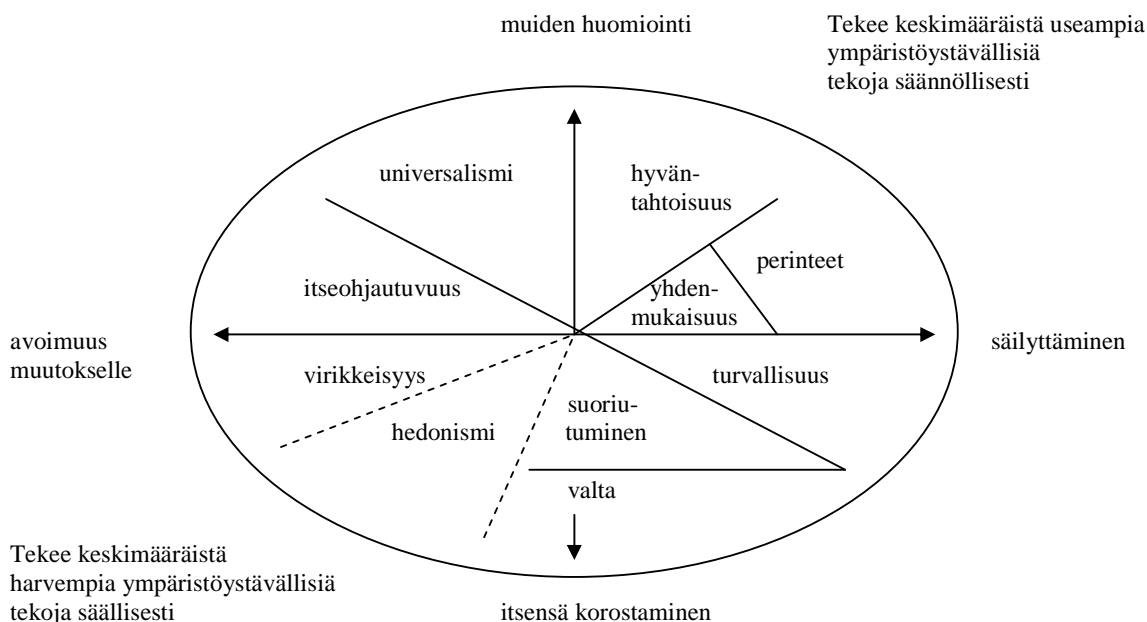 muiden huomiointi
Tekee keskimääräistä useampia
ympäristöystävällisiä
tekoja säännöllisesti
universalismi
hyvän-
tahtoisuus
perinteet
itseohjautuvuus
yhden-
mukaisuus
avoimuus
muutokselle
säilyttäminen
virikkeisyys
turvallisuus
hedonismi
suoriu-
tuminen
valta
Tekee keskimääräistä
harvempia ympäristöystävällisiä
tekoja säällisesti
itsensä korostaminen